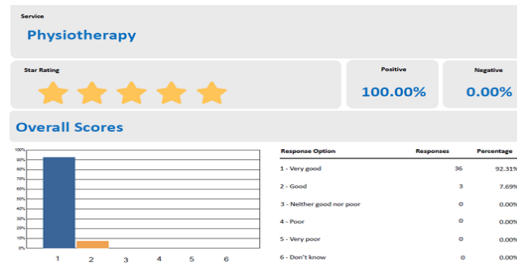 Service
Physiotherapy
Star Rating
Positive
Negative
100.00%
0.00%
Overall Scores
100%
90%
80%
70%
60%
50%
40%
30%
20%
10%
0%
1 2 3 4 5 6
Response Option Responses Percentage
1 - Very good 36 92.31%
2 - Good 3 7.69%
3 - Neither good nor poor 0 0.00%
4 - Poor 0 0.00%
5 - Very poor 0 0.00%
6 - Don't know 0 0.00%